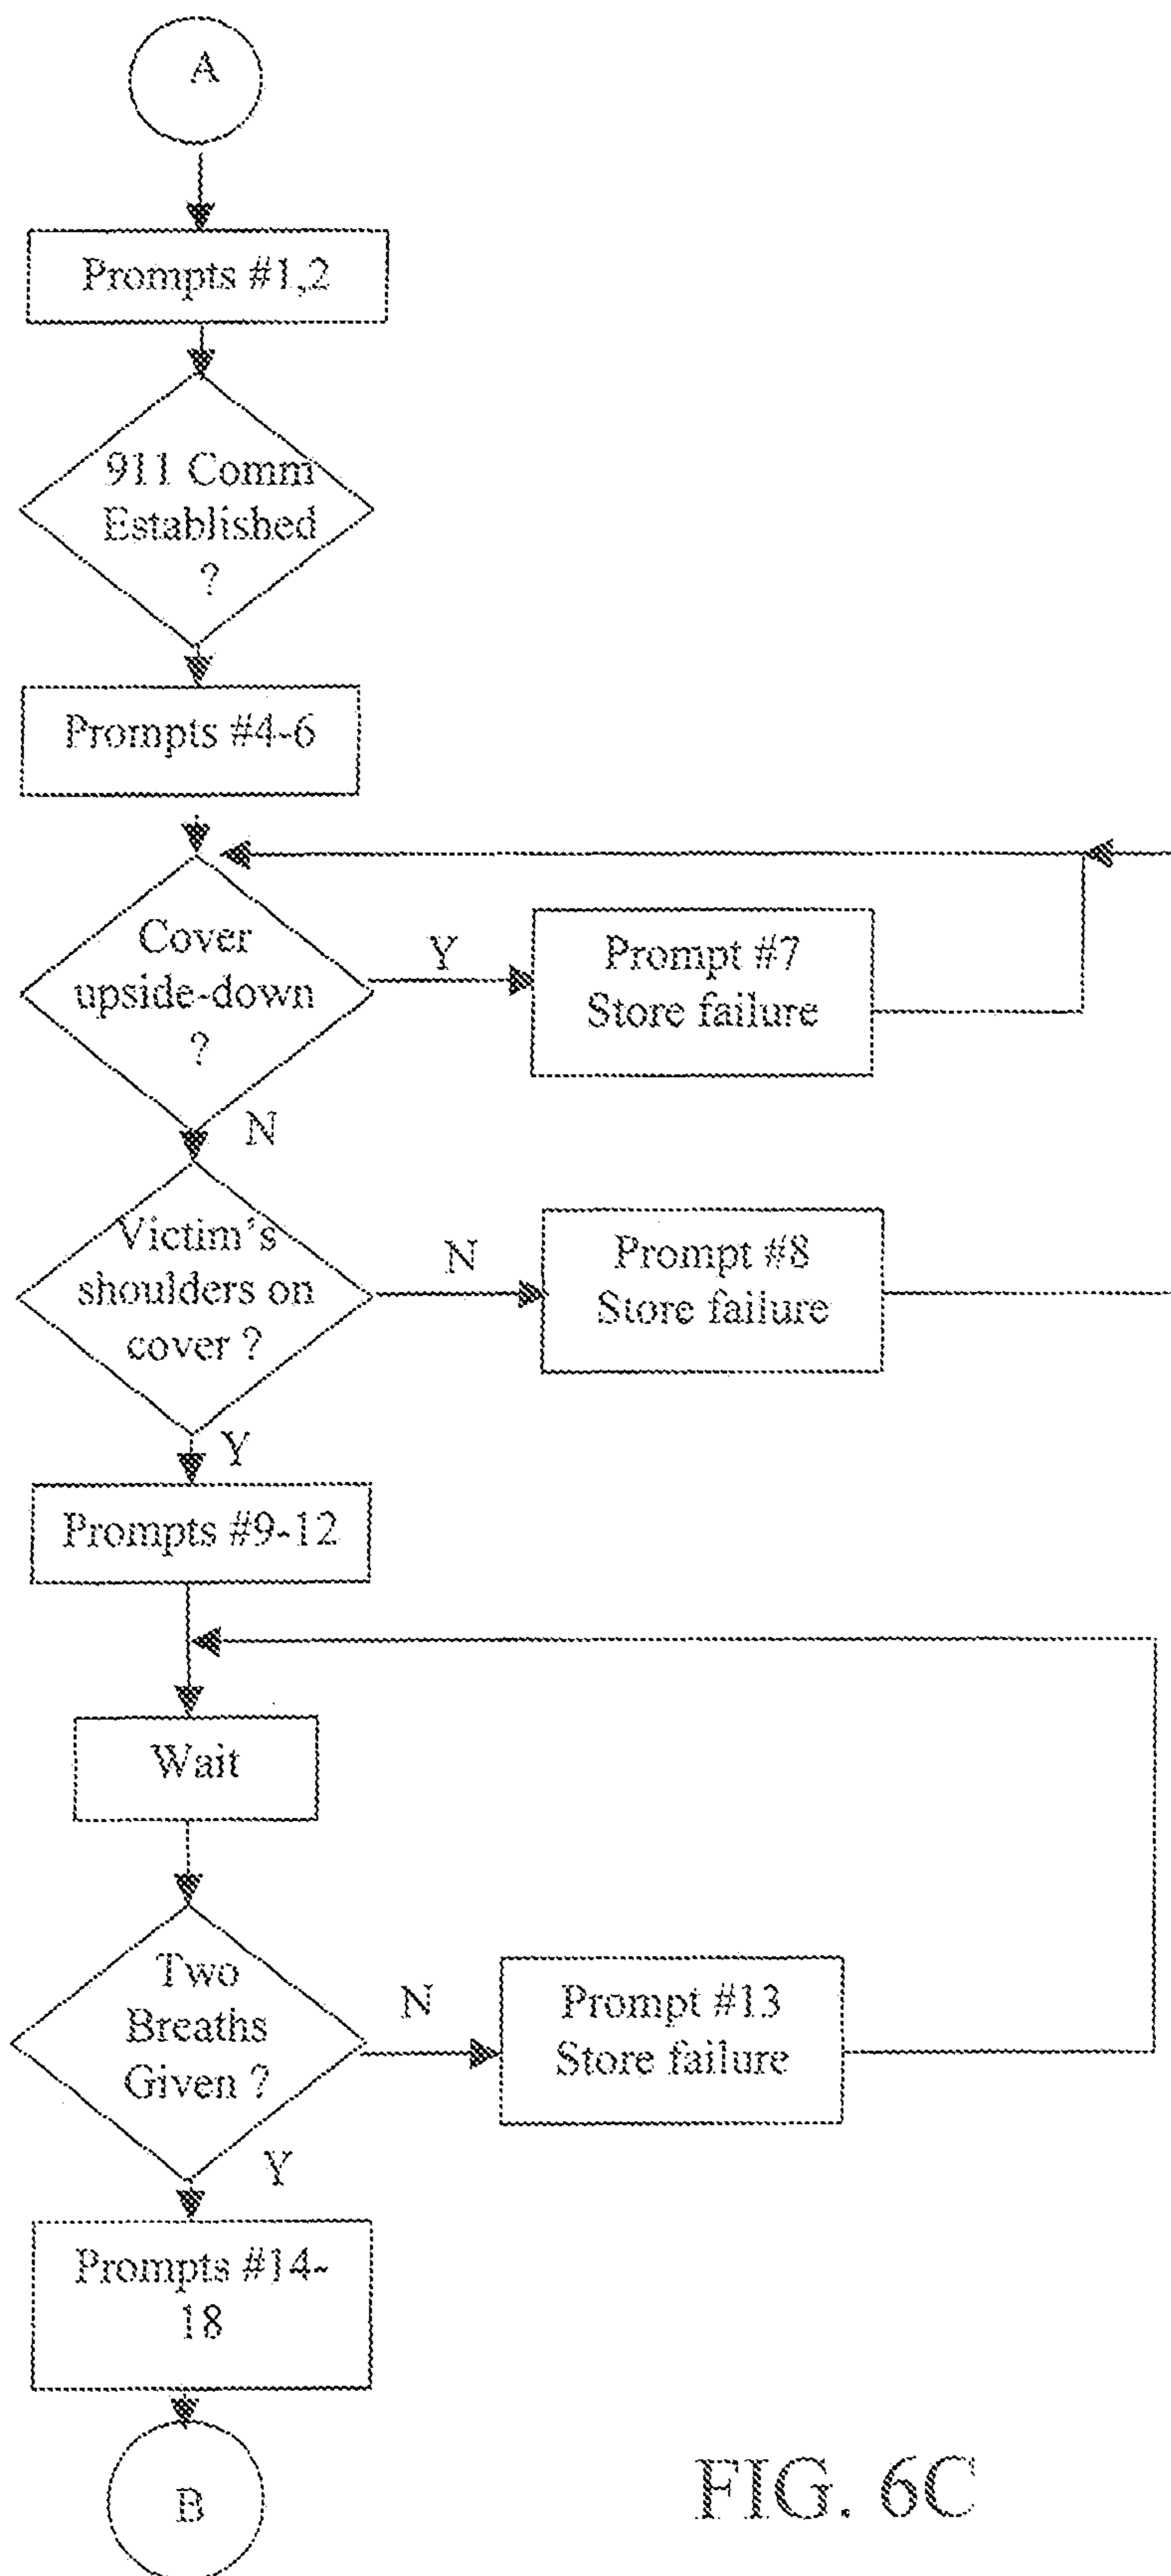 A
Prompts #1,2
911 Comm
Established
?
Prompts #4-6
Cover
upside-down
?
Y
Prompt #7
Store failure
N
Victim's
shoulders on
cover ?
N
Prompt #8
Store failure
Y
Prompts #9-12
Wait
Two
Breaths
Given ?
N
Prompt #13
Store failure
Y
Prompts #14-
18
B
FIG. 6C